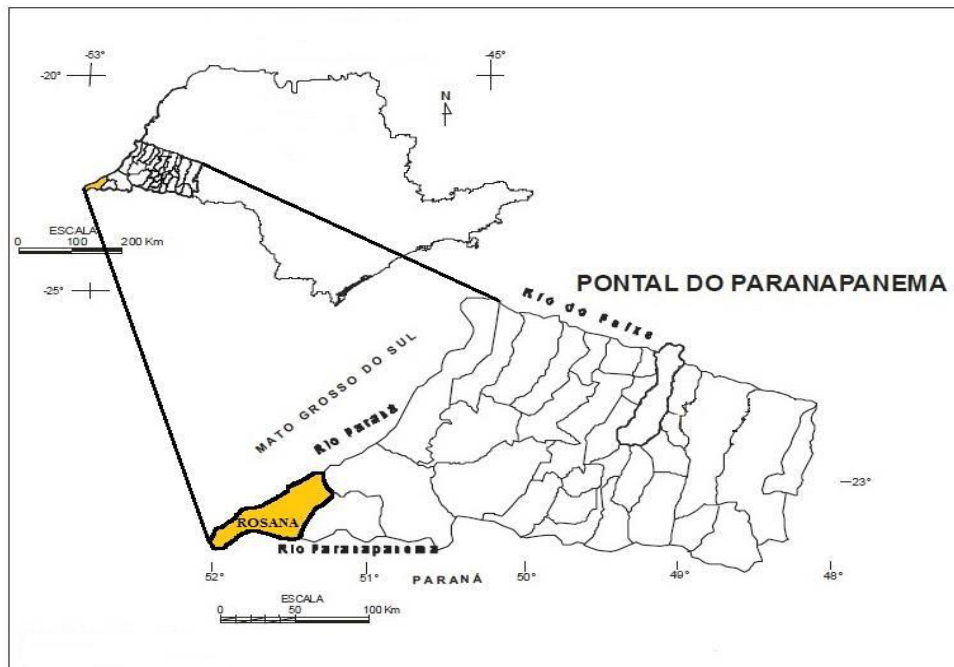 -53°
-45°
-20°
N
ESCALA
0 100 200 Km
-25°
PONTAL DO PARANAPANEMA
Rio do Peixe
MATO GROSSO DO SUL
Rio Paraná
-23°
ROSANA
Rio Paranapanema
52° 51° 50° 49° 48°
PARANÁ
ESCALA
0 50 100 Km